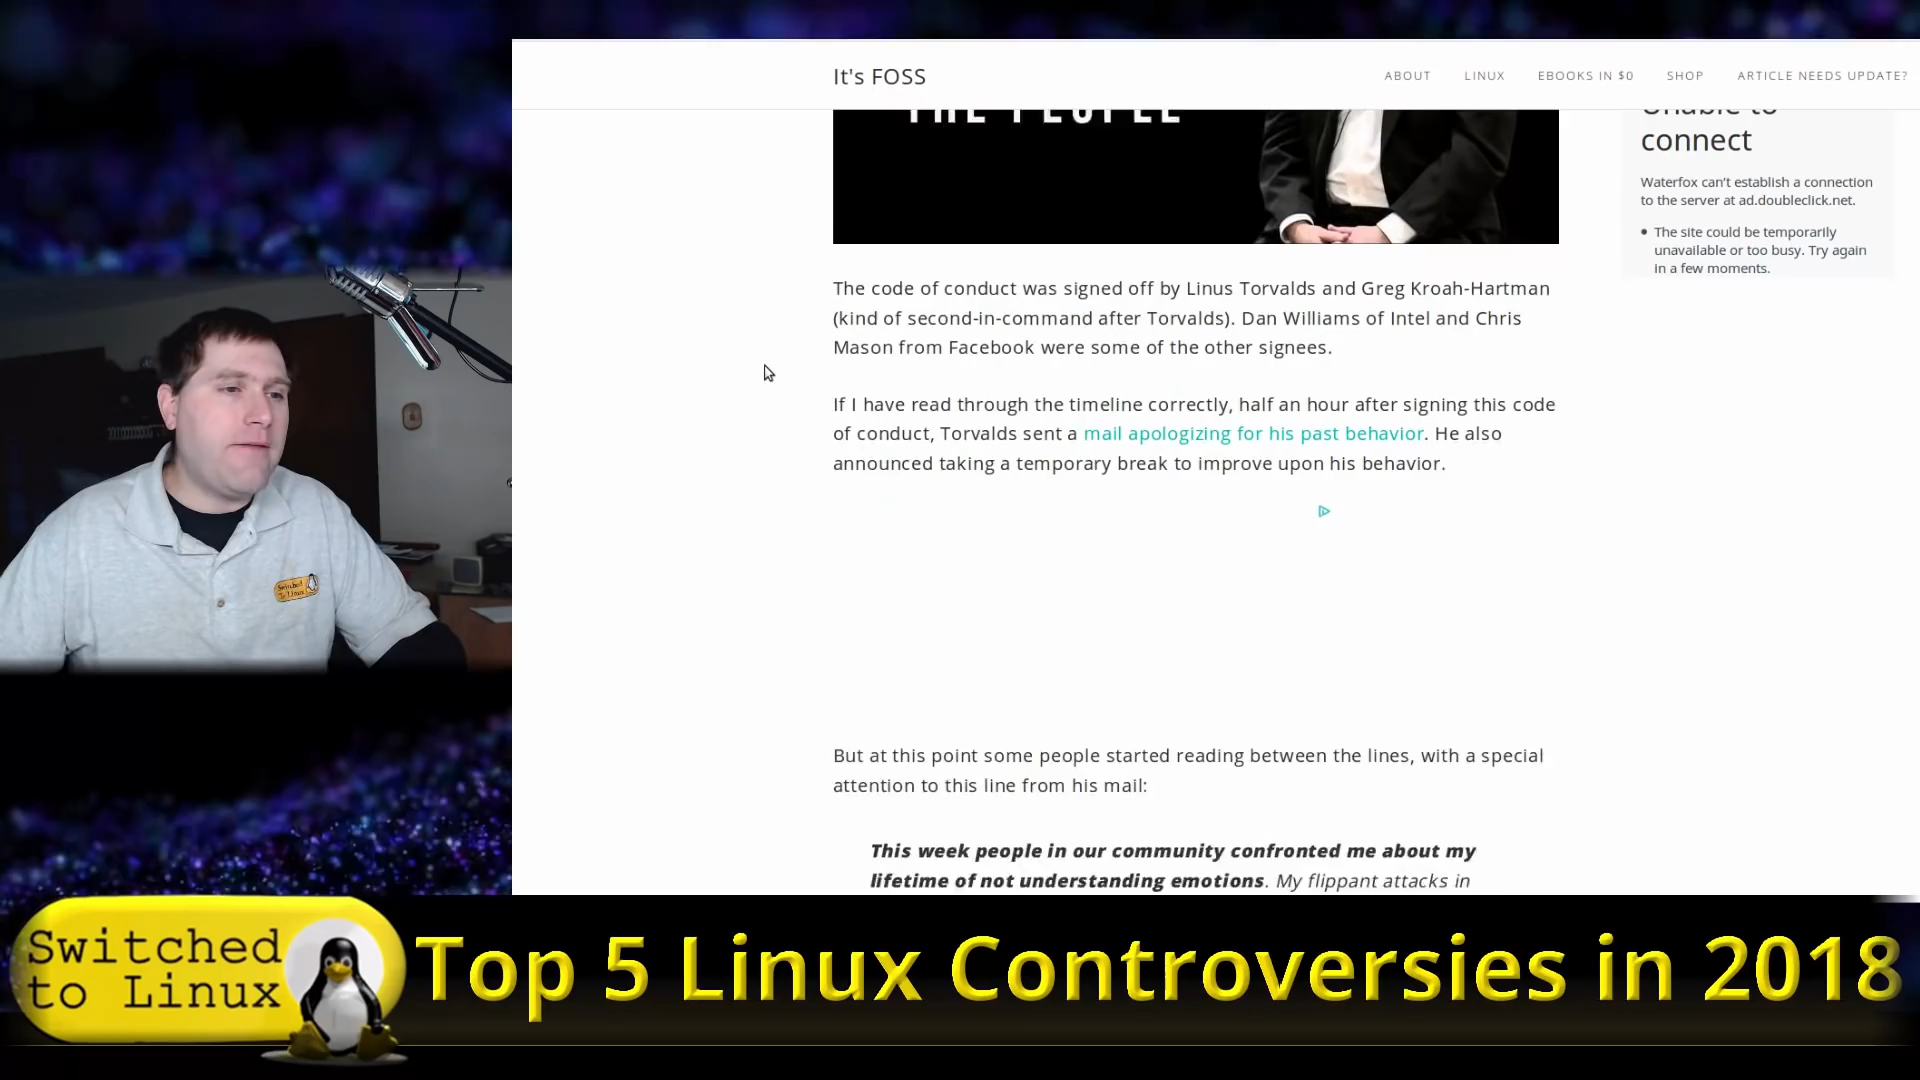 It's FOSS
ABOUT
LINUX
EBOOKS IN $0
SHOP
ARTICLE NEEDS UPDATE?
THE PEOPLE
Unable to
connect
Waterfox can't establish a connection
to the server at ad.doubleclick.net.
The site could be temporarily
unavailable or too busy. Try again
in a few moments.
The code of conduct was signed off by Linus Torvalds and Greg Kroah-Hartman
(kind of second-in-command after Torvalds). Dan Williams of Intel and Chris
Mason from Facebook were some of the other signees.
If I have read through the timeline correctly, half an hour after signing this code
of conduct, Torvalds sent a mail apologizing for his past behavior. He also
announced taking a temporary break to improve upon his behavior.
But at this point some people started reading between the lines, with a special
attention to this line from his mail:
This week people in our community confronted me about my
lifetime of not understanding emotions. My flippant attacks in
Switched
To Linux
Switched
to Linux
Top 5 Linux Controversies in 2018